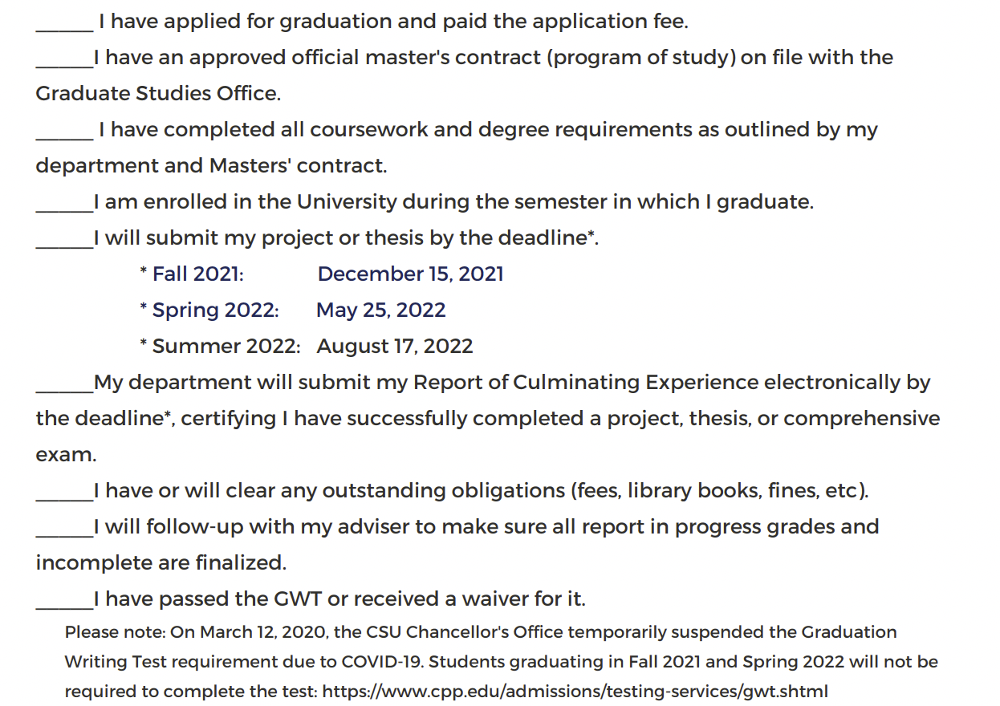 _____ I have applied for graduation and paid the application fee.
_____I have an approved official master's contract (program of study) on file with the
Graduate Studies Office.
_____ I have completed all coursework and degree requirements as outlined by my
department and Masters' contract.
_____I am enrolled in the University during the semester in which I graduate.
_____I will submit my project or thesis by the deadline*.
* Fall 2021: December 15, 2021
* Spring 2022: May 25, 2022
* Summer 2022: August 17, 2022
_____My department will submit my Report of Culminating Experience electronically by
the deadline*, certifying I have successfully completed a project, thesis, or comprehensive
exam.
_____I have or will clear any outstanding obligations (fees, library books, fines, etc).
_____I will follow-up with my adviser to make sure all report in progress grades and
incomplete are finalized.
_____I have passed the GWT or received a waiver for it.
Please note: On March 12, 2020, the CSU Chancellor's Office temporarily suspended the Graduation
Writing Test requirement due to COVID-19. Students graduating in Fall 2021 and Spring 2022 will not be
required to complete the test: https://www.cpp.edu/admissions/testing-services/gwt.shtml